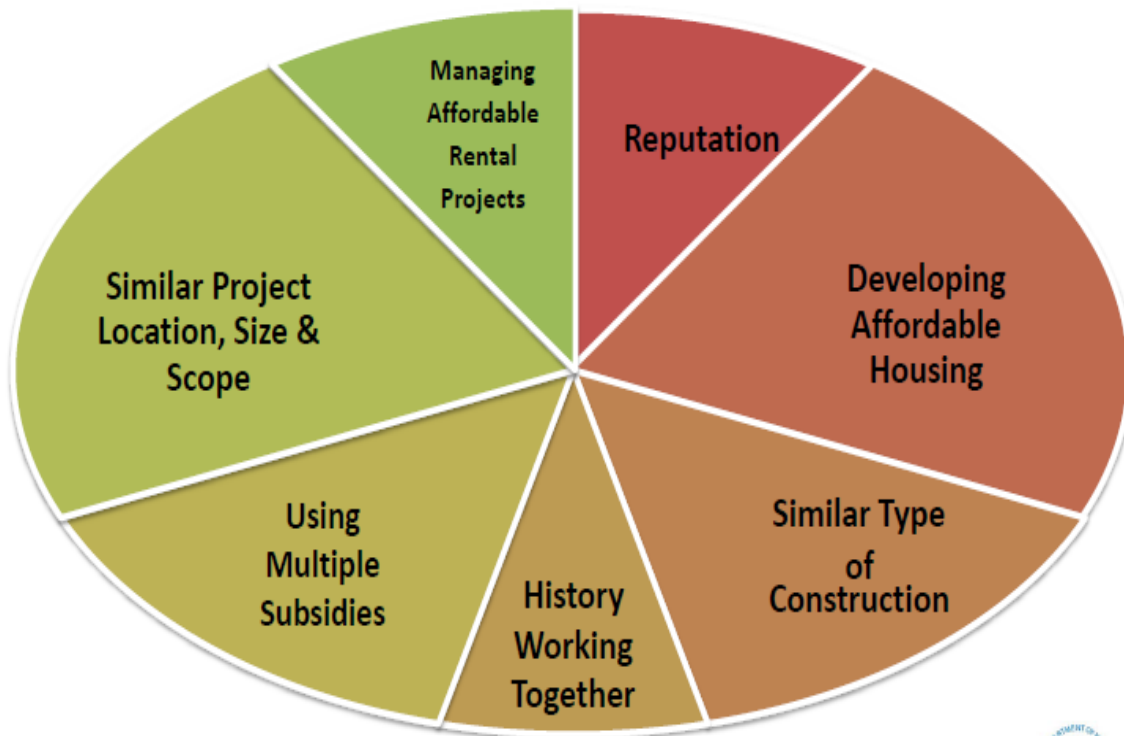 Managing
Affordable
Rental
Projects
Reputation
Developing
Affordable
Housing
Similar Project
Location, Size &
Scope
Similar Type
of
Construction
Using
Multiple
Subsidies
History
Working
Together